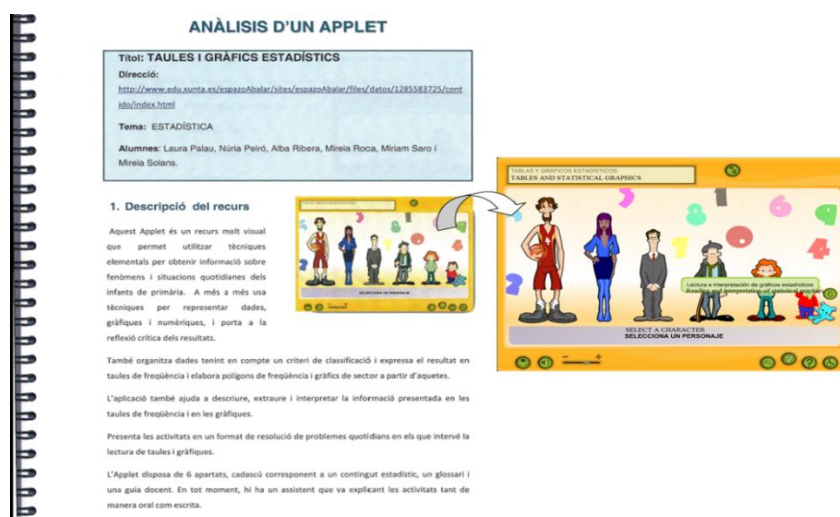 ANÀLISIS D'UN APPLET
Títol: TAULES I GRÀFICS ESTADÍSTICS
Direcció:
http://www.edu.xunta.es/espazoAbalar/sites/espazoAbalar/files/datos/1285583725/cont
ido/index.html
Tema: ESTADÍSTICA
Alumnes: Laura Palau, Núria Peiró, Alba Ribera, Mireia Roca, Miriam Saro i
Mireia Solans.
1. Descripció del recurs
Aquest Applet és un recurs molt visual
que permet utilitzar tècniques
elementals per obtenir informació sobre
fenòmens i situacions quotidianes dels
infants de primària. A més a més usa
tècniques per representar dades,
gràfiques i numèriques, i porta a la
reflexió crítica dels resultats.
També organitza dades tenint en compte un criteri de classificació i expressa el resultat en
taules de freqüència i elabora polígons de freqüència i gràfics de sector a partir d'aquetes.
L'aplicació també ajuda a descriure, extraure i interpretar la informació presentada en les
taules de freqüència i en les gràfiques.
Presenta les activitats en un format de resolució de problemes quotidians en els que intervé la
lectura de taules i gràfiques.
L'Applet disposa de 6 apartats, cadascú corresponent a un contingut estadístic, un glossari i
una guia docent. En tot moment, hi ha un assistent que va explicant les activitats tant de
manera oral com escrita.
SELECCIONA UN PERSONAJE
TABLAS Y GRÁFICOS ESTADÍSTICOS
TABLES AND STATISTICAL GRAPHICS
Lectura e interpretación de gráficos estadísticos
Reading and interpretation of statistical graphics
SELECT A CHARACTER
SELECCIONA UN PERSONAJE